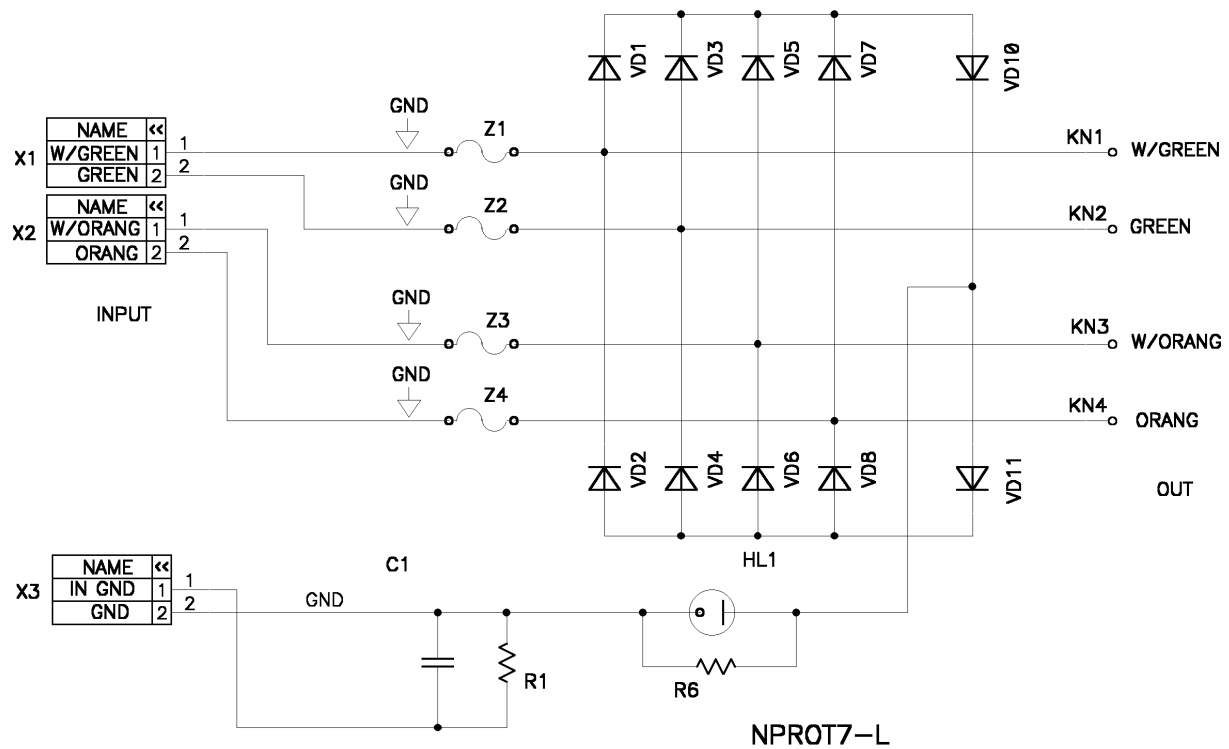 VD1
VD3
VD5
VD7
VD10
GND
Z1
NAME <<
X1
W/GREEN 1
1
GREEN 2
2
KN1
W/GREEN
GND
Z2
KN2
GREEN
NAME <<
X2
W/ORANG 1
1
ORANG 2
2
INPUT
GND
Z3
KN3
W/ORANG
GND
Z4
KN4
ORANG
VD2
VD4
VD6
VD8
VD11
OUT
C1
HL1
NAME <<
X3
IN GND 1
1
GND 2
2
GND
R1
R6
NPROT7-L